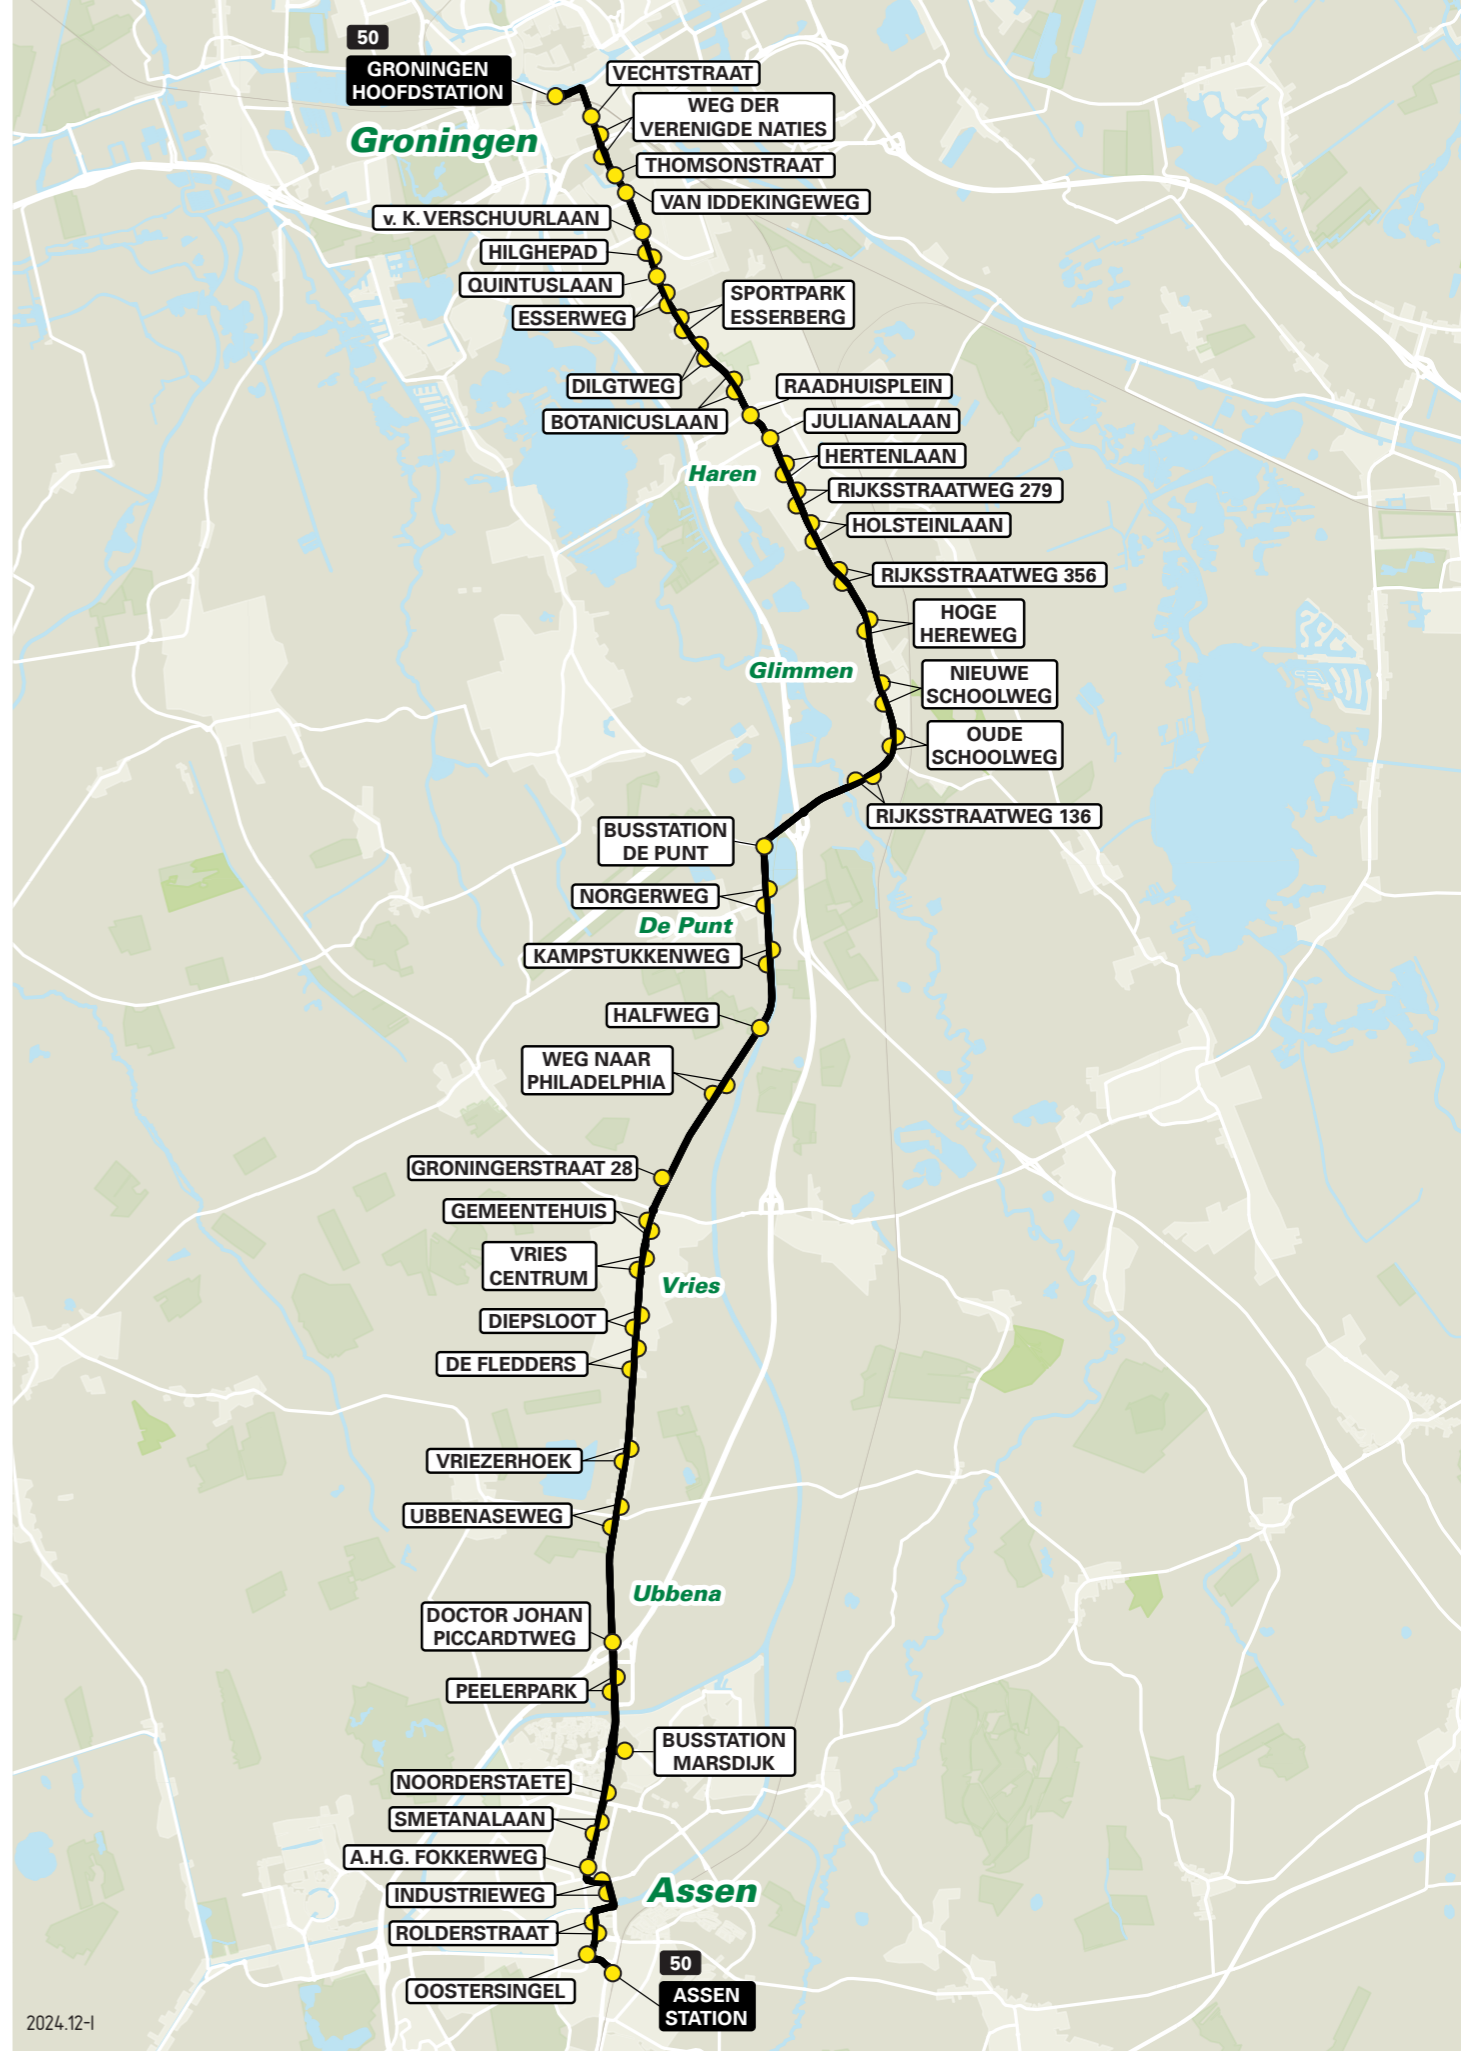 50
GRONINGEN
HOOFDSTATION
VECHTSTRAAT
WEG DER
VERENIGDE NATIES
Groningen
THOMSONSTRAAT
VAN IDDEKINGEWEG
v. K. VERSCHUURLAAN
HILGHEPAD
QUINTUSLAAN
ESSERWEG
SPORTPARK
ESSERBERG
DILGTWEG
BOTANICUSLAAN
RAADHUISPLEIN
JULIANALAAN
Haren
HERTENLAAN
RIJKSSTRAATWEG 279
HOLSTEINLAAN
RIJKSSTRAATWEG 356
HOGE
HEREWEG
Glimmen
NIEUWE
SCHOOLWEG
OUDE
SCHOOLWEG
RIJKSSTRAATWEG 136
BUSSTATION
DE PUNT
NORGERWEG
De Punt
KAMPSTUKKENWEG
HALFWEG
WEG NAAR
PHILADELPHIA
GRONINGERSTRAAT 28
GEMEENTEHUIS
VRIES
CENTRUM
Vries
DIEPSLOOT
DE FLEDDERS
VRIEZERHOEK
UBBENASEWEG
Ubbena
DOCTOR JOHAN
PICCARDTWEG
PEELERPARK
BUSSTATION
MARSDIJK
NOORDERSTAETE
SMETANALAAN
A.H.G. FOKKERWEG
Assen
INDUSTRIEWEG
ROLDERSTRAAT
OOSTERSINGEL
50
ASSEN
STATION
2024.12-I